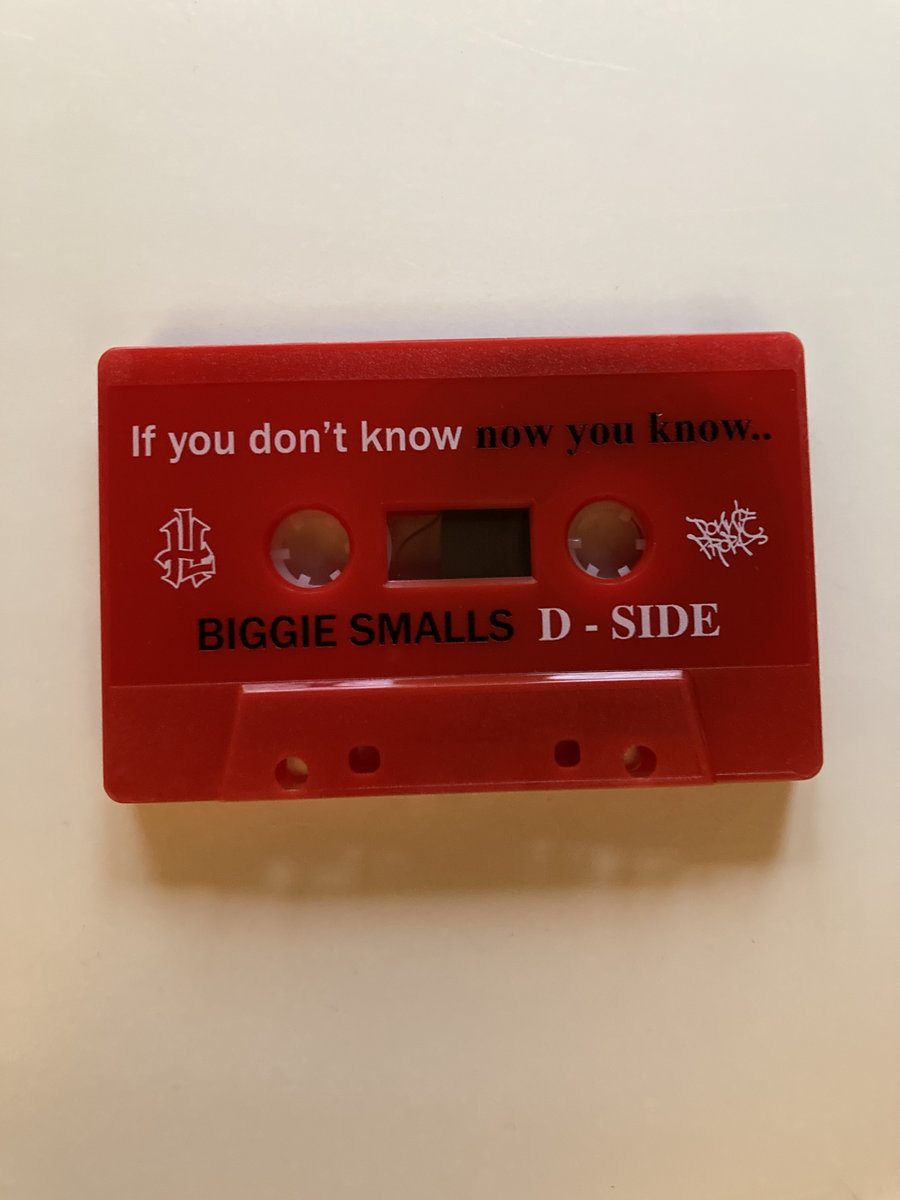 If you don't know now you know..
BIGGIE SMALLS D - SIDE